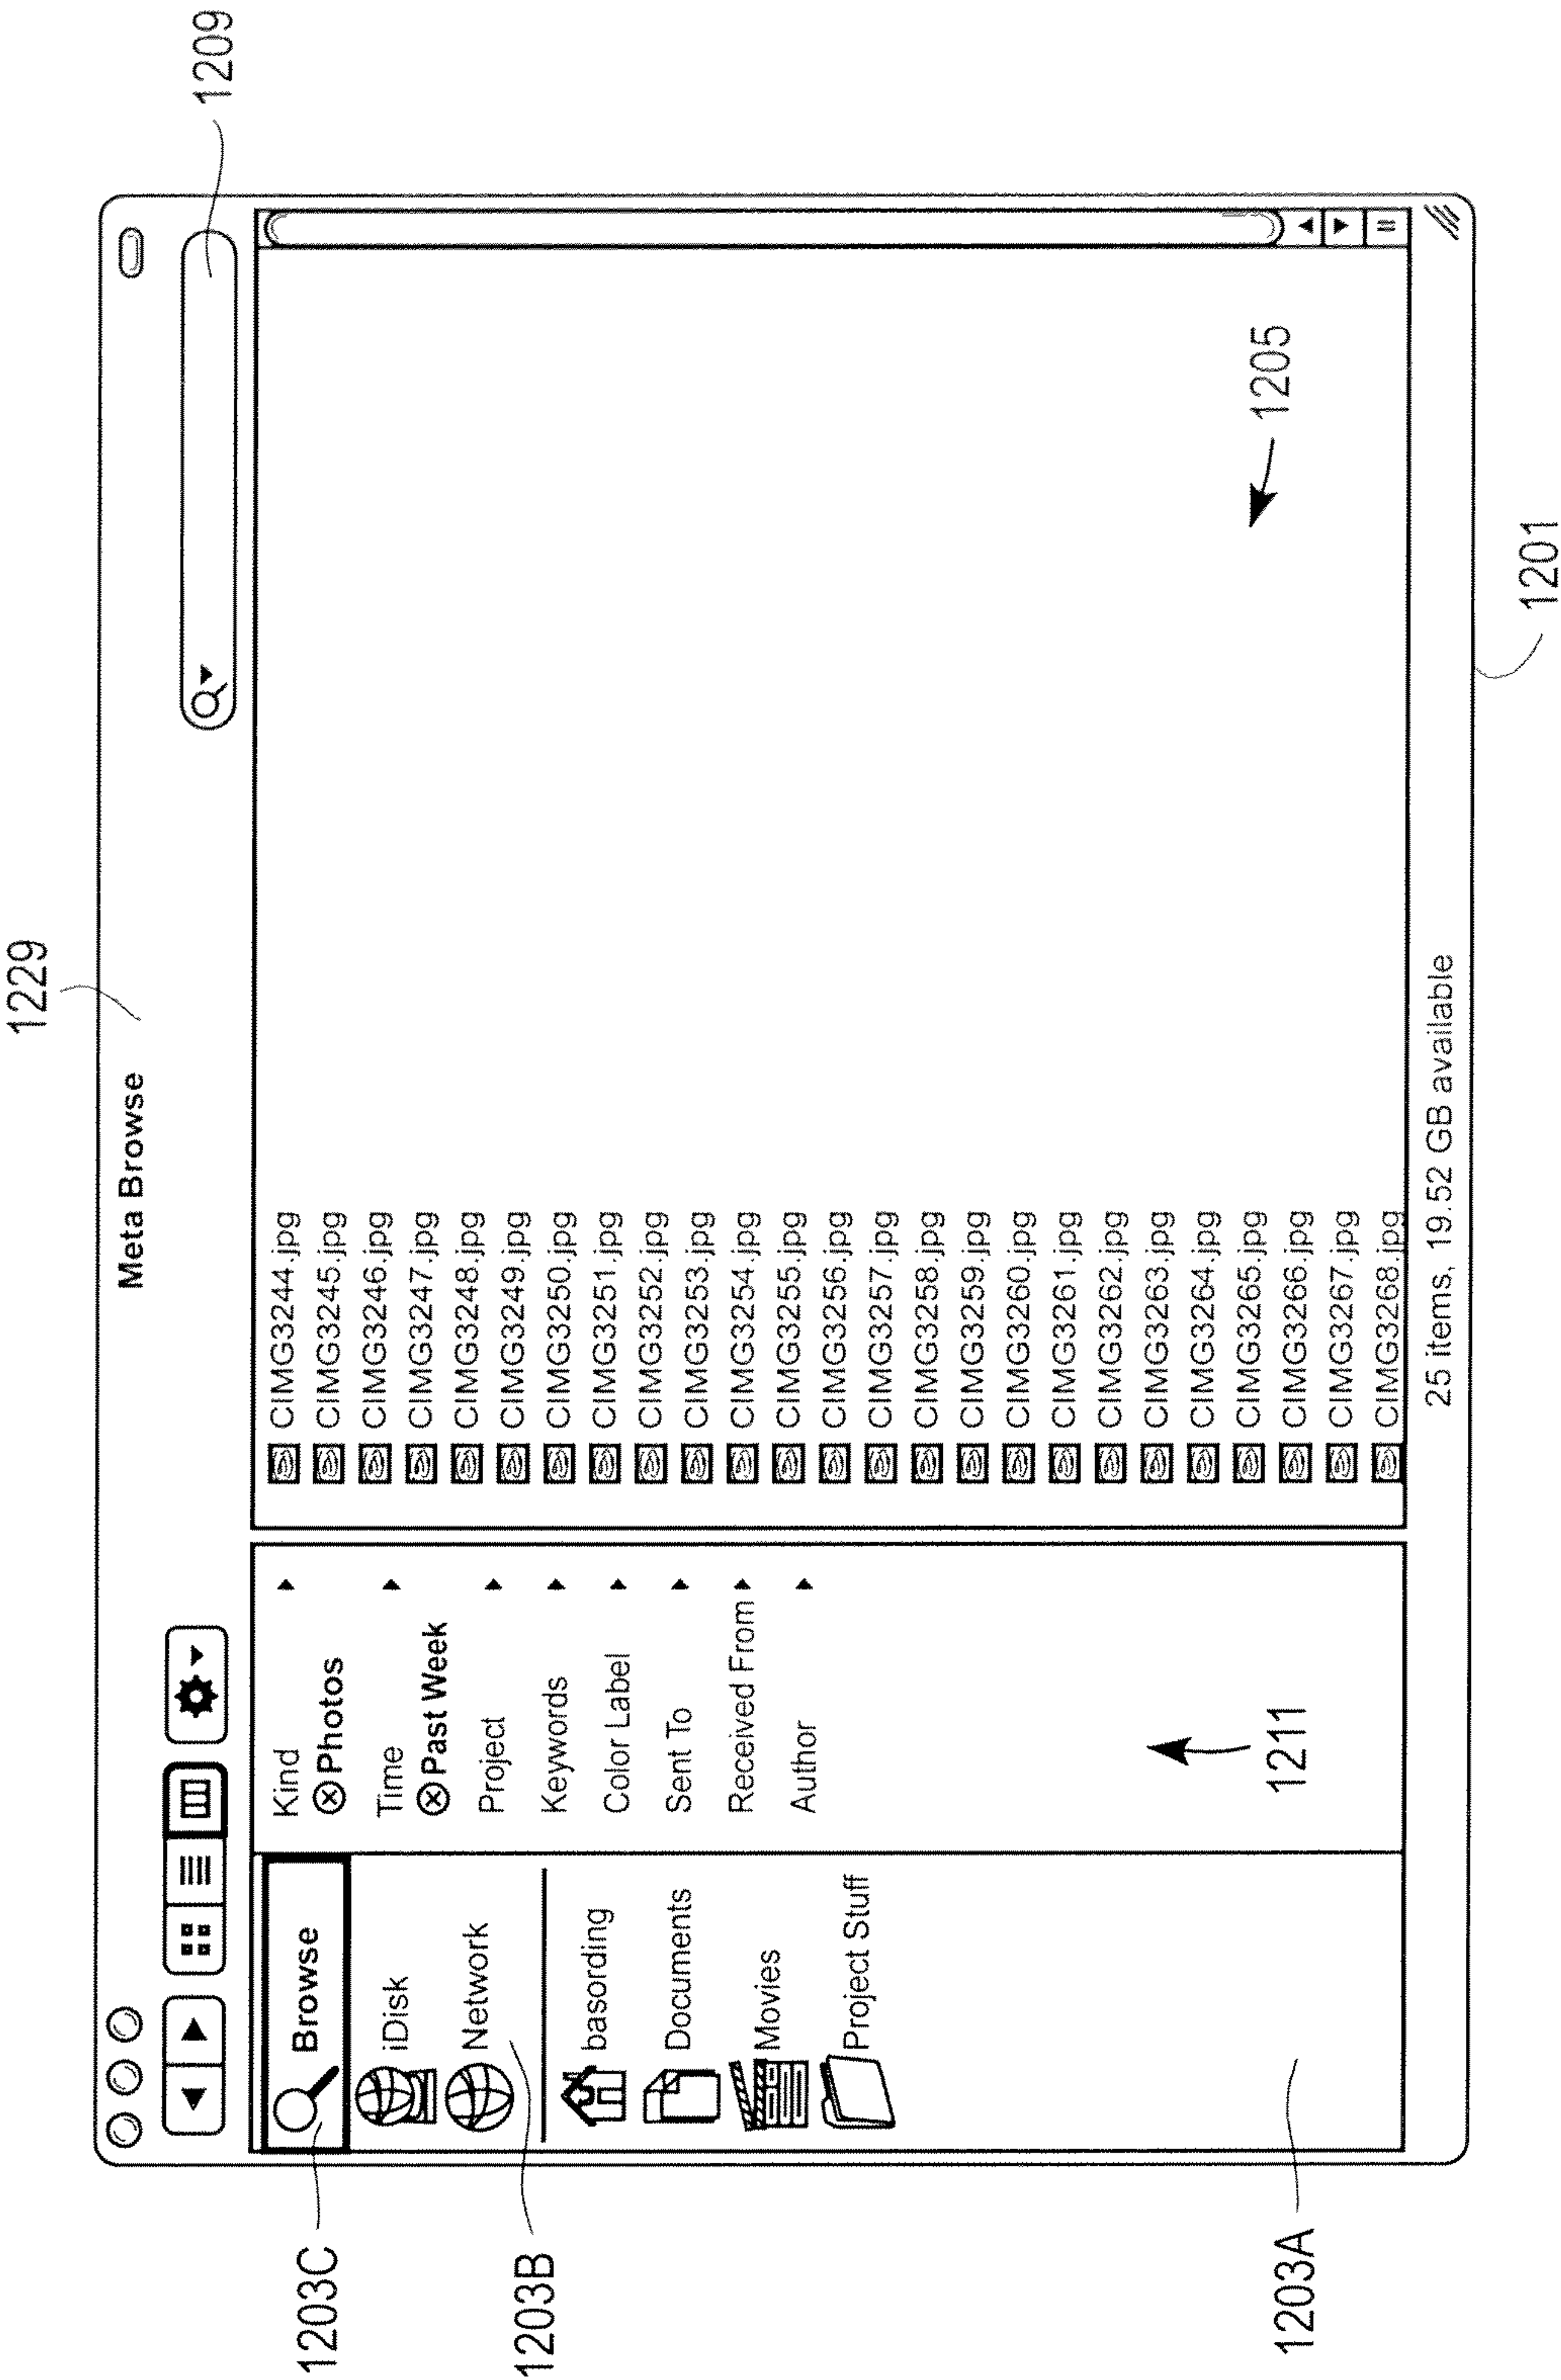 1229
1209
Meta Browse
1203C
Browse
iDisk
Network
1203B
basording
Documents
Movies
Project Stuff
1203A
Kind
Photos
Time
Past Week
Project
Keywords
Color Label
Sent To
Received From
Author
1211
CIMG3244.jpg
CIMG3245.jpg
CIMG3246.jpg
CIMG3247.jpg
CIMG3248.jpg
CIMG3249.jpg
CIMG3250.jpg
CIMG3251.jpg
CIMG3252.jpg
CIMG3253.jpg
CIMG3254.jpg
CIMG3255.jpg
CIMG3256.jpg
CIMG3257.jpg
CIMG3258.jpg
CIMG3259.jpg
CIMG3260.jpg
CIMG3261.jpg
CIMG3262.jpg
CIMG3263.jpg
CIMG3264.jpg
CIMG3265.jpg
CIMG3266.jpg
CIMG3267.jpg
CIMG3268.jpg
1205
25 items, 19.52 GB available
1201